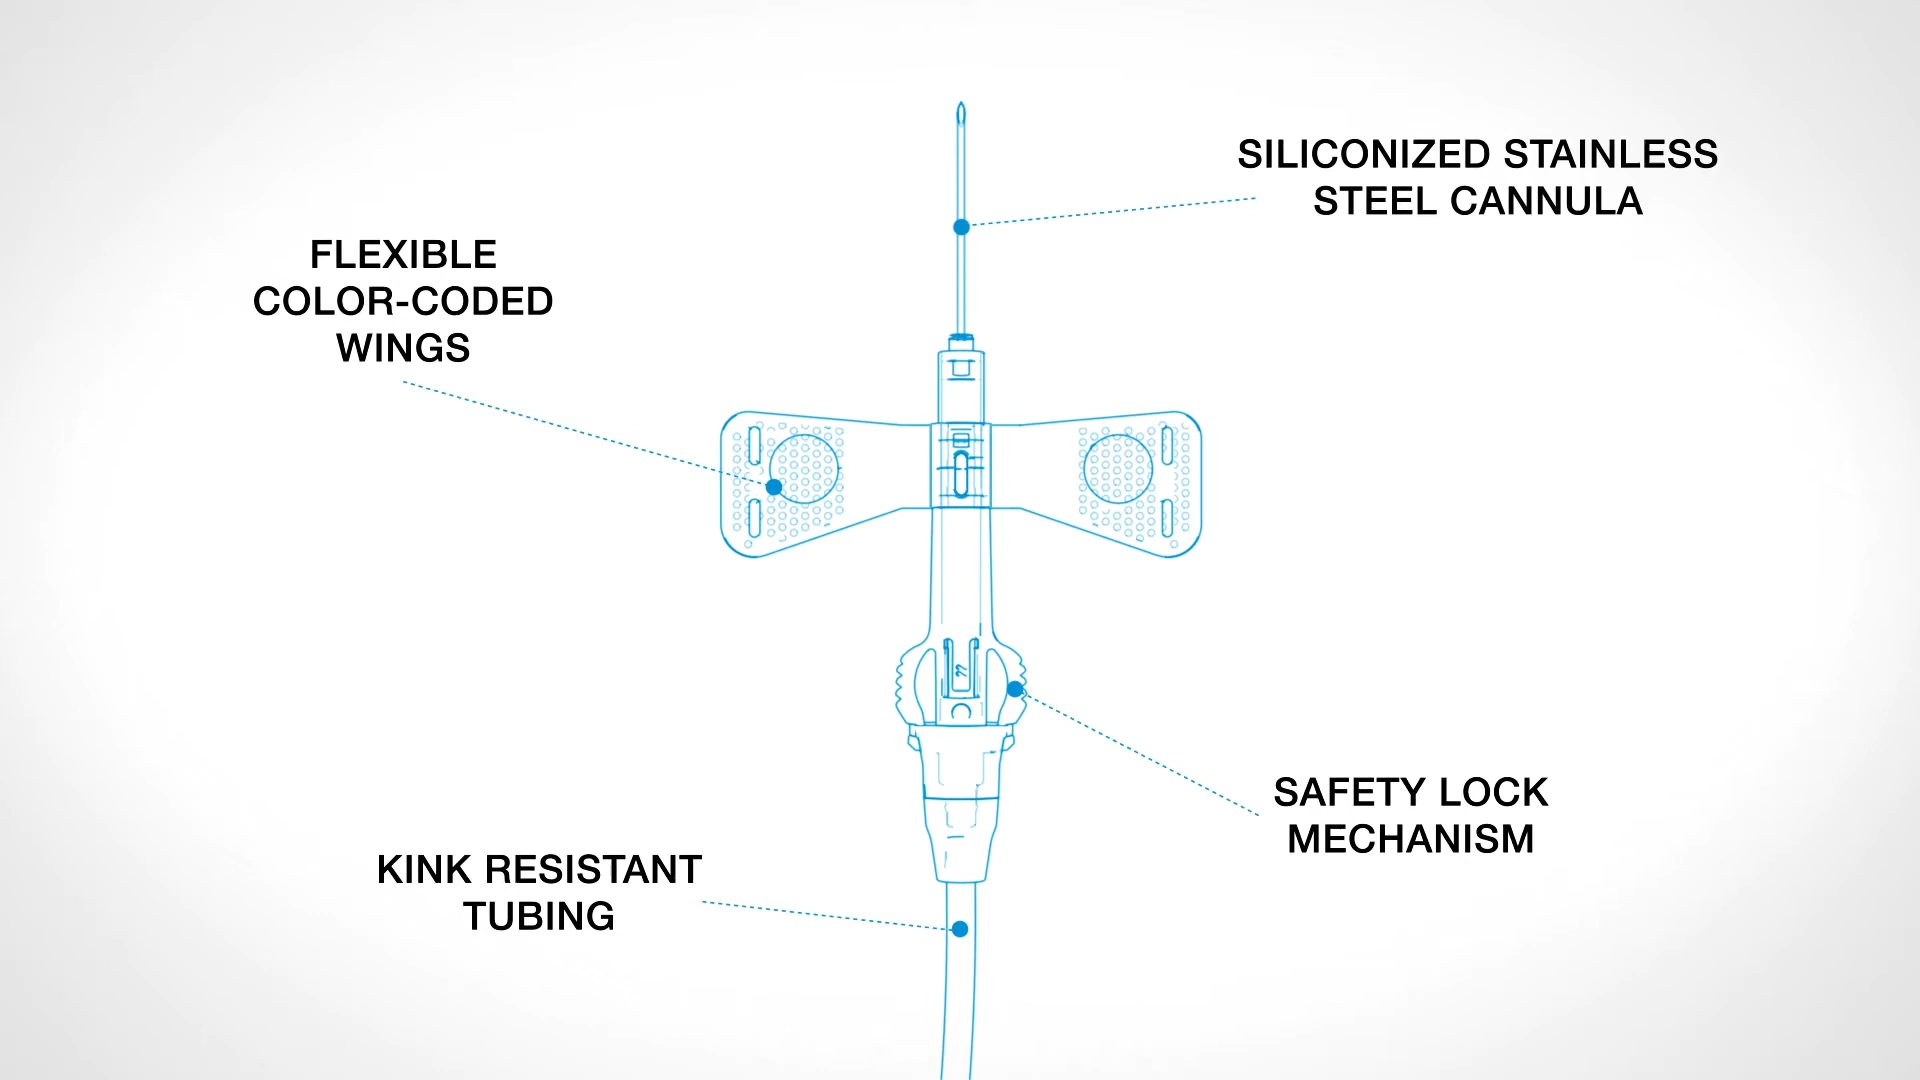 SILICONIZED STAINLESS
STEEL CANNULA
FLEXIBLE
COLOR-CODED
WINGS
SAFETY LOCK
MECHANISM
KINK RESISTANT
TUBING